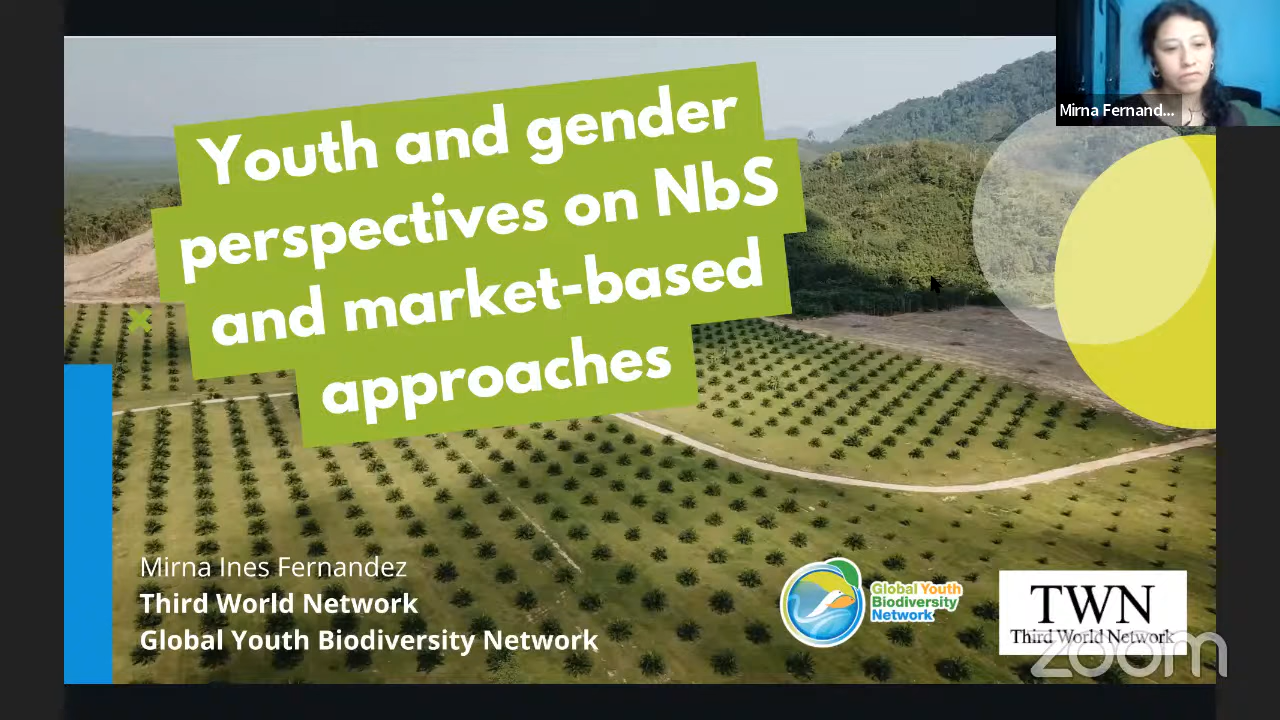 Mirna Fernand...
Youth and gender
perspectives on NbS
and market-based
approaches
Mirna Ines Fernandez
Third World Network
Global Youth Biodiversity Network
Global Youth
Biodiversity
Network
TWN
Third World Network
zoom